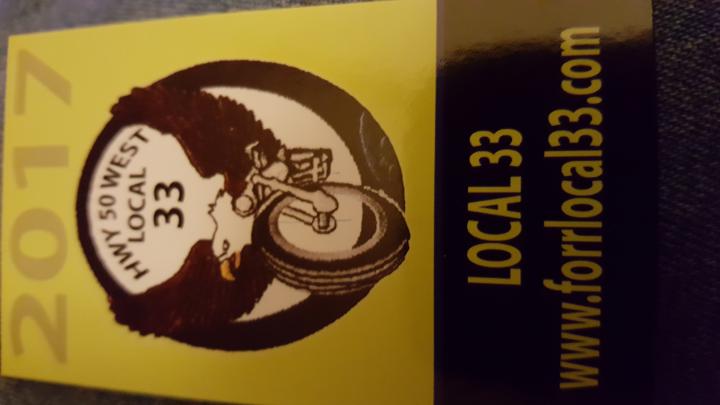 2017
HWY 50 WEST
LOCAL
33
LOCAL 33
www.forrlocal33.com